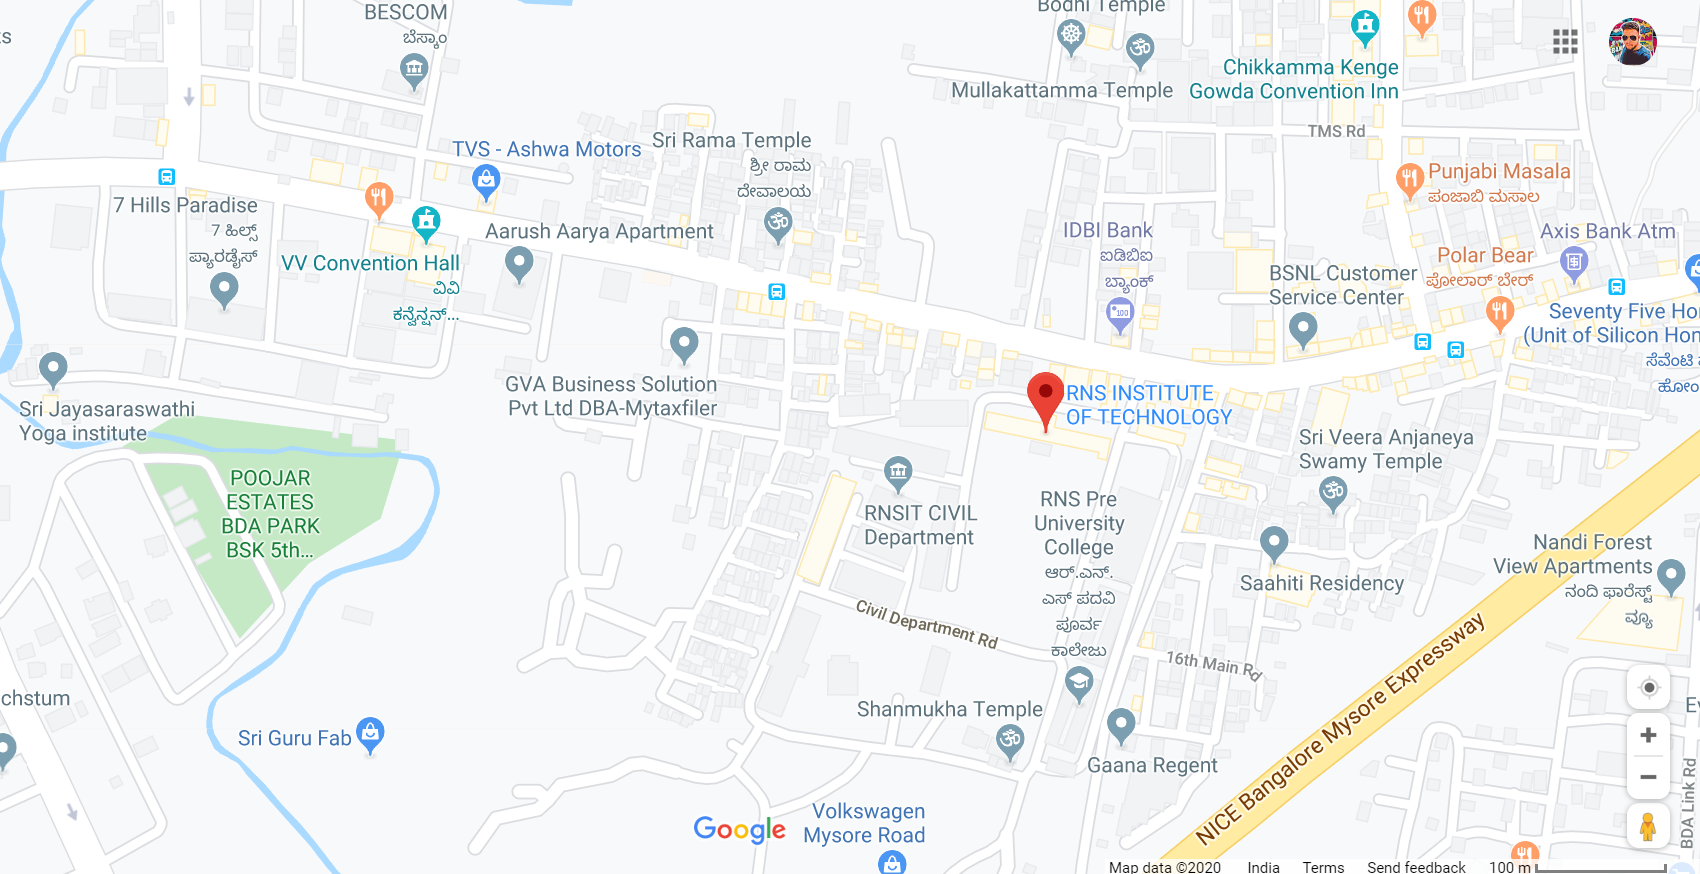 Bodhi Temple
BESCOM
ಬೆಸ್ಕಾಂ
Chikkamma Kenge
Gowda Convention Inn
Mullakattamma Temple
TMS Rd
Sri Rama Temple
ಶ್ರೀ ರಾಮ
ದೇವಾಲಯ
TVS - Ashwa Motors
Punjabi Masala
ಪಂಜಾಬಿ ಮಸಾಲ
7 Hills Paradise
7 ಹಿಲ್ಸ್
ಪ್ಯಾರಡೈಸ್
Aarush Aarya Apartment
IDBI Bank
ಐಡಿಬಿಐ
ಬ್ಯಾಂಕ್
100
Axis Bank Atm
Polar Bear
ಪೋಲಾರ್ ಬೇರ್
VV Convention Hall
ವಿವಿ
ಕನ್ವೆನ್ಷನ್...
BSNL Customer
Service Center
Seventy Five Hor
(Unit of Silicon Hon
ಸೆವೆಂಟಿ
ಹೋಂ
GVA Business Solution
Pvt Ltd DBA-Mytaxfiler
RNS INSTITUTE
OF TECHNOLOGY
Sri Jayasaraswathi
Yoga institute
Sri Veera Anjaneya
Swamy Temple
POOJAR
ESTATES
BDA PARK
BSK 5th...
RNSIT CIVIL
Department
RNS Pre
University
College
ಆರ್.ಎನ್.
ಎಸ್ ಪದವಿ
ಪೂರ್ವ
ಕಾಲೇಜು
Nandi Forest
View Apartments
ನಂದಿ ಫಾರೆಸ್ಟ್
ವ್ಯೂ
Saahiti Residency
Civil Department Rd
16th Main Rd
NICE Bangalore Mysore Expressway
chstum
Shanmukha Temple
Sri Guru Fab
Gaana Regent
BDA Link Rd
Volkswagen
Mysore Road
Google
Map data ©2020 India Terms Send feedback 100 m